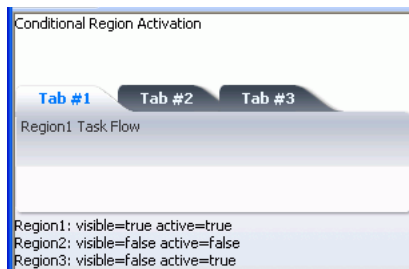 Conditional Region Activation
Tab #1 Tab #2 Tab #3
Region1 Task Flow
Region1: visible=true active=true
Region2: visible=false active=false
Region3: visible=false active=true